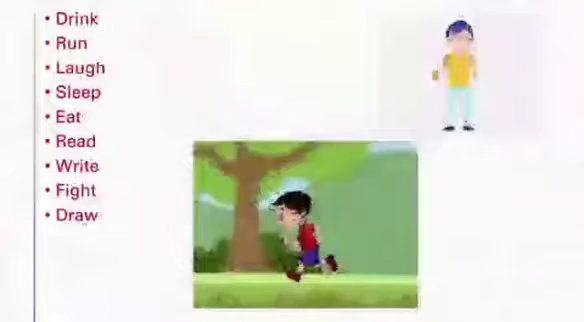 • Drink
• Run
• Laugh
• Sleep
• Eat
• Read
• Write
• Fight
• Draw